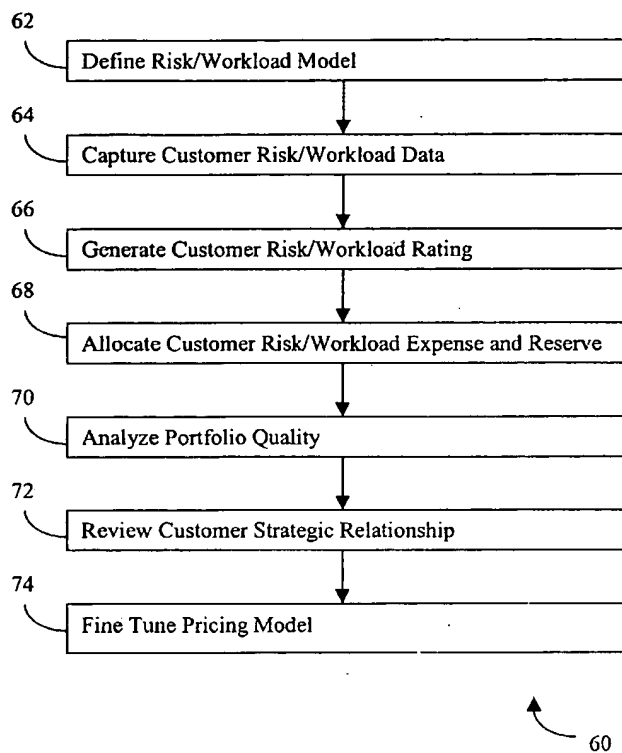 62
Define Risk/Workload Model
64
Capture Customer Risk/Workload Data
66
Generate Customer Risk/Workload Rating
68
Allocate Customer Risk/Workload Expense and Reserve
70
Analyze Portfolio Quality
72
Review Customer Strategic Relationship
74
Fine Tune Pricing Model
60